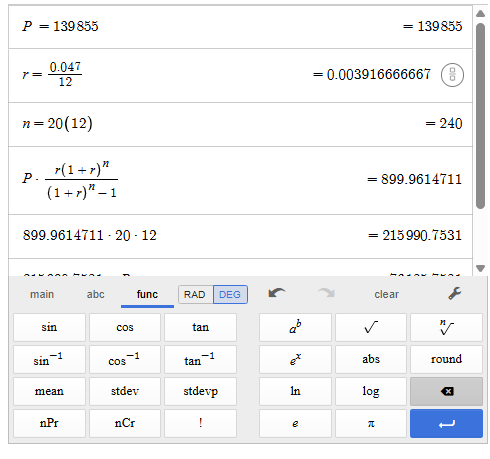 P = 139855 = 139855
r = 0.047/12 = 0.003916666667
n = 20(12) = 240
P · r(1+r)^n / (1+r)^n − 1 = 899.9614711
899.9614711 · 20 · 12 = 215990.7531
main abc func RAD DEG clear
sin cos tan a^b √ ⁿ√
sin⁻¹ cos⁻¹ tan⁻¹ e^x abs round
mean stdev stdevp ln log
nPr nCr ! e π